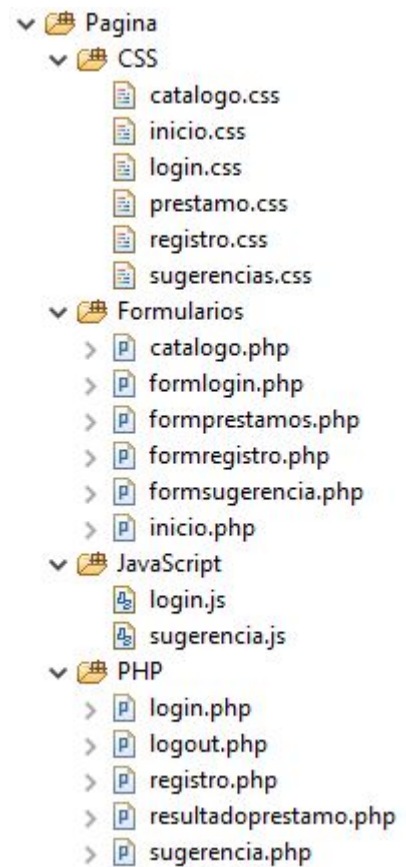 Pagina
CSS
catalogo.css
inicio.css
login.css
prestamo.css
registro.css
sugerencias.css
Formularios
catalogo.php
formlogin.php
formprestamos.php
formregistro.php
formsugerencia.php
inicio.php
JavaScript
login.js
sugerencia.js
PHP
login.php
logout.php
registro.php
resultadoprestamo.php
sugerencia.php